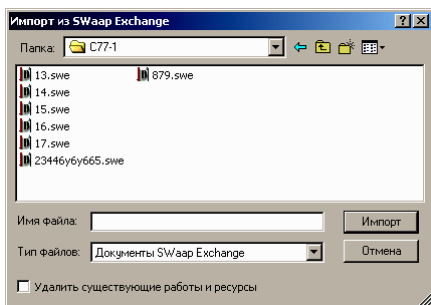 Импорт из SWaap Exchange
Папка: C77-1
13.swe 879.swe
14.swe
15.swe
16.swe
17.swe
23446y6y665.swe
Имя файла: Импорт
Тип файлов: Документы SWaap Exchange Отмена
Удалить существующие работы и ресурсы